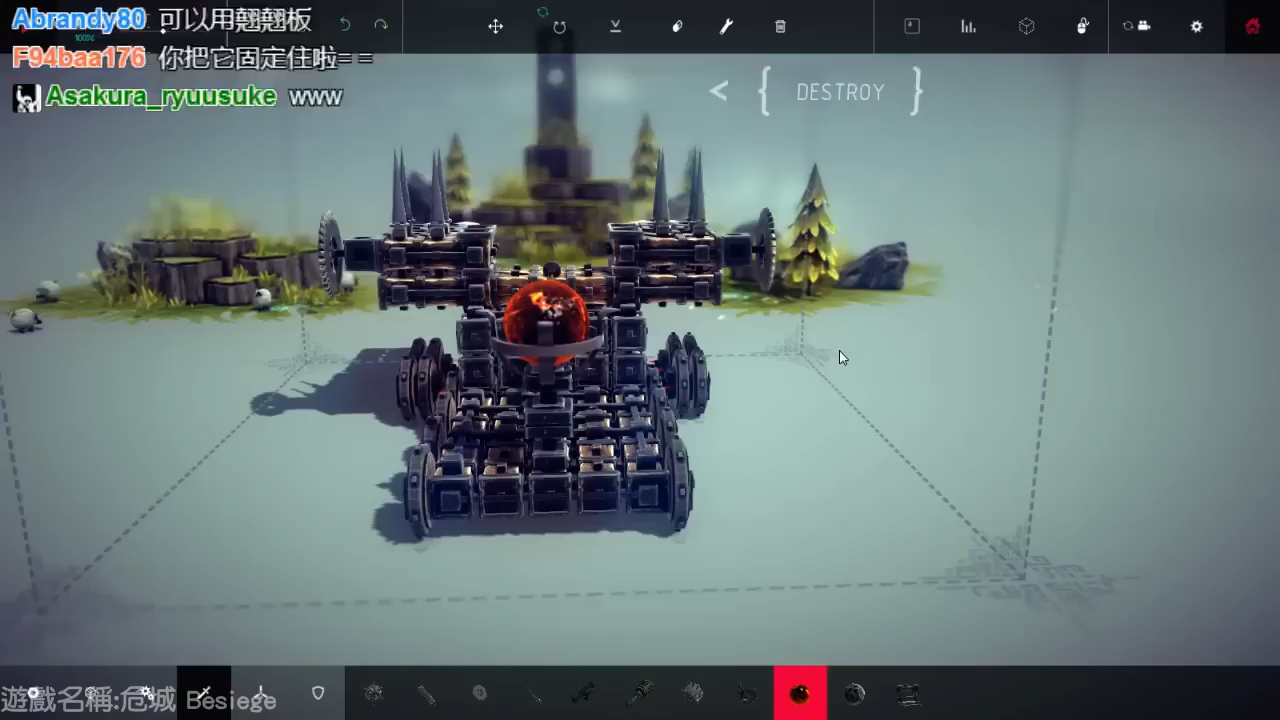 Abrandy80 可以用翹翹板
100%
F94baa176 你把它固定住啦= =
Asakura_ryuusuke www
DESTROY
遊戲名稱:危城 Besiege